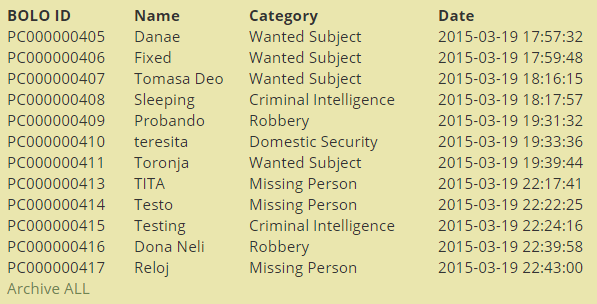 BOLO ID Name Category Date
PC000000405 Danae Wanted Subject 2015-03-19 17:57:32
PC000000406 Fixed Wanted Subject 2015-03-19 17:59:48
PC000000407 Tomasa Deo Wanted Subject 2015-03-19 18:16:15
PC000000408 Sleeping Criminal Intelligence 2015-03-19 18:17:57
PC000000409 Probando Robbery 2015-03-19 19:31:32
PC000000410 teresita Domestic Security 2015-03-19 19:33:36
PC000000411 Toronja Wanted Subject 2015-03-19 19:39:44
PC000000413 TITA Missing Person 2015-03-19 22:17:41
PC000000414 Testo Missing Person 2015-03-19 22:22:25
PC000000415 Testing Criminal Intelligence 2015-03-19 22:24:16
PC000000416 Dona Neli Robbery 2015-03-19 22:39:58
PC000000417 Reloj Missing Person 2015-03-19 22:43:00
Archive ALL